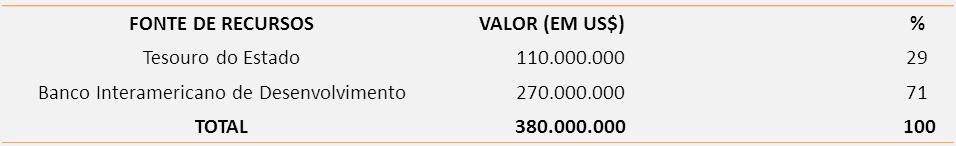 FONTE DE RECURSOS VALOR (EM US$) %
Tesouro do Estado 110.000.000 29
Banco Interamericano de Desenvolvimento 270.000.000 71
TOTAL 380.000.000 100